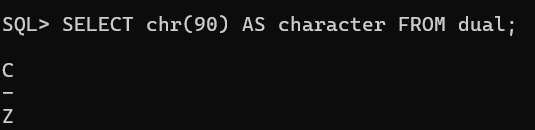 SQL> SELECT chr(90) AS character FROM dual;
C
-
Z